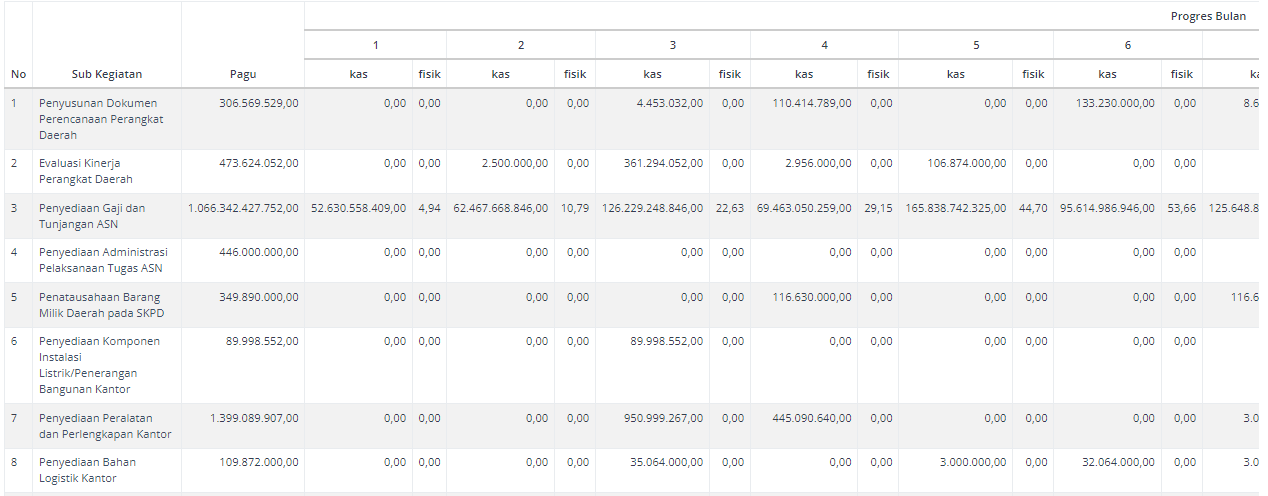 Progres Bulan
1 2 3 4 5 6
No Sub Kegiatan Pagu kas fisik kas fisik kas fisik kas fisik kas fisik kas fisik
1 Penyusunan Dokumen 306.569.529,00 0,00 0,00 0,00 0,00 4.453.032,00 0,00 110.414.789,00 0,00 0,00 0,00 133.230.000,00 0,00 8.6
Perencanaan Perangkat
Daerah
2 Evaluasi Kinerja 473.624.052,00 0,00 0,00 2.500.000,00 0,00 361.294.052,00 0,00 2.956.000,00 0,00 106.874.000,00 0,00 0,00 0,00
Perangkat Daerah
3 Penyediaan Gaji dan 1.066.342.427.752,00 52.630.558.409,00 4,94 62.467.668.846,00 10,79 126.229.248.846,00 22,63 69.463.050.259,00 29,15 165.838.742.325,00 44,70 95.614.986.946,00 53,66 125.648.8
Tunjangan ASN
4 Penyediaan Administrasi 446.000.000,00 0,00 0,00 0,00 0,00 0,00 0,00 0,00 0,00 0,00 0,00 0,00 0,00
Pelaksanaan Tugas ASN
5 Penatausahaan Barang 349.890.000,00 0,00 0,00 0,00 0,00 0,00 0,00 116.630.000,00 0,00 0,00 0,00 0,00 0,00 116.6
Milik Daerah pada SKPD
6 Penyediaan Komponen 89.998.552,00 0,00 0,00 0,00 0,00 89.998.552,00 0,00 0,00 0,00 0,00 0,00 0,00 0,00
Instalasi
Listrik/Penerangan
Bangunan Kantor
7 Penyediaan Peralatan 1.399.089.907,00 0,00 0,00 0,00 0,00 950.999.267,00 0,00 445.090.640,00 0,00 0,00 0,00 0,00 0,00 3.0
dan Perlengkapan Kantor
8 Penyediaan Bahan 109.872.000,00 0,00 0,00 0,00 0,00 35.064.000,00 0,00 0,00 0,00 3.000.000,00 0,00 32.064.000,00 0,00 3.0
Logistik Kantor